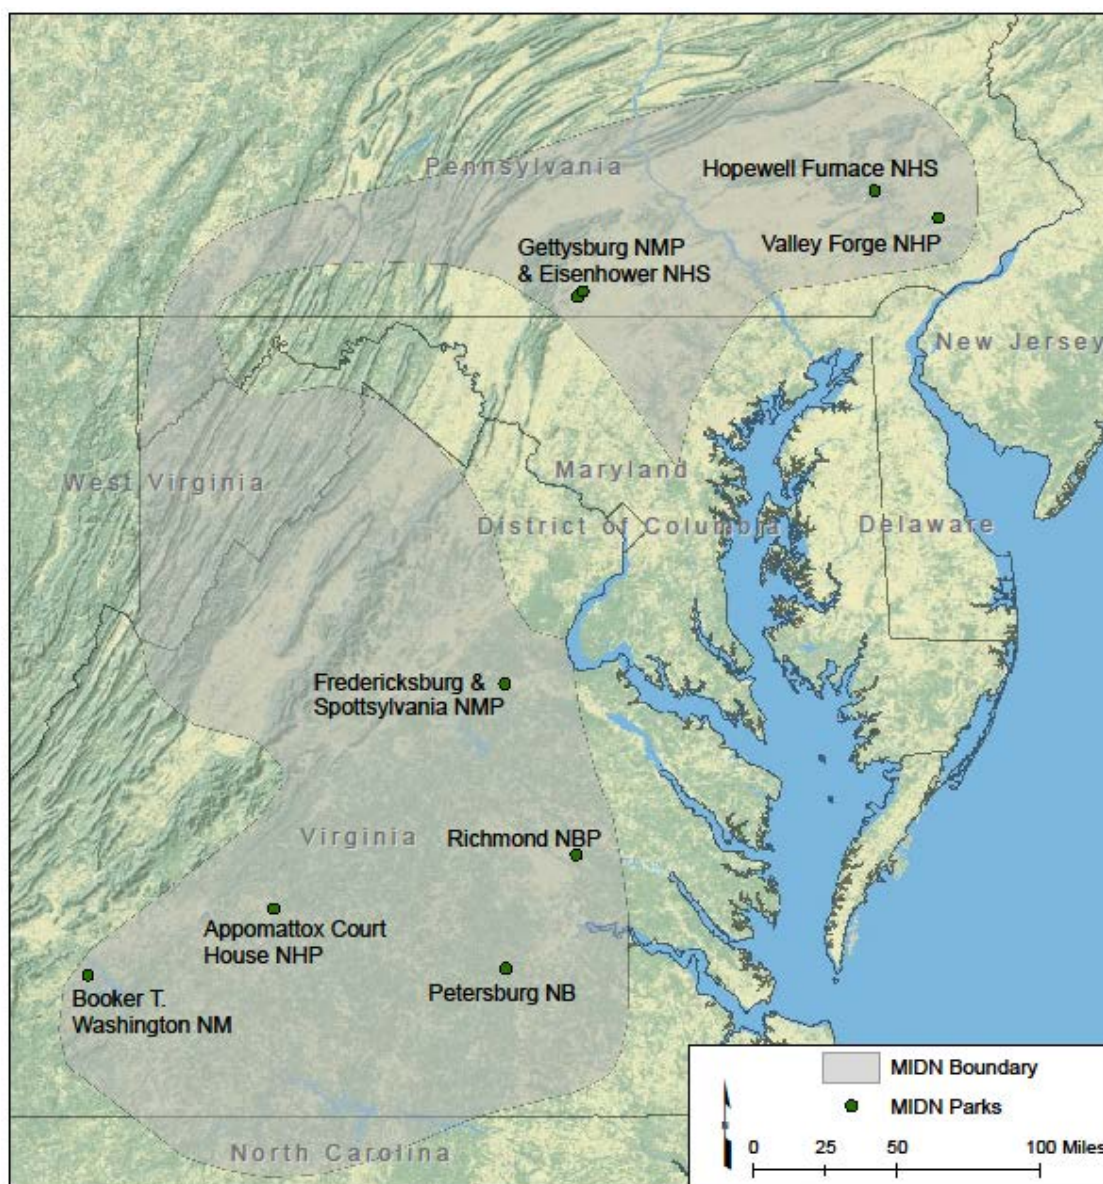 Pennsylvania
Hopewell Furnace NHS
Valley Forge NHP
Gettysburg NMP
& Eisenhower NHS
New Jersey
West Virginia
Maryland
District of Columbia
Delaware
Fredericksburg &
Spottsylvania NMP
Virginia
Richmond NBP
Appomattox Court
House NHP
Petersburg NB
Booker T.
Washington NM
North Carolina
MIDN Boundary
MIDN Parks
0 25 50 100 Miles